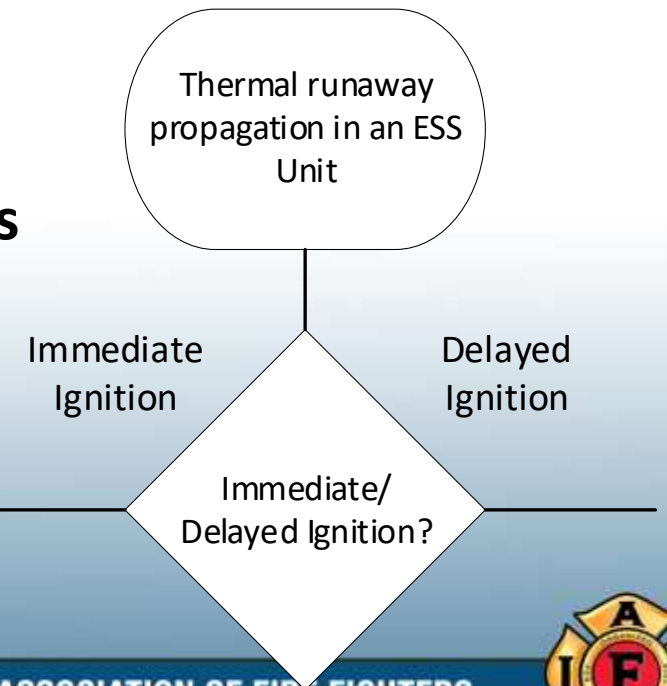 Thermal runaway
propagation in an ESS
Unit
s
Immediate
Ignition
Delayed
Ignition
Immediate/
Delayed Ignition?
A
I F